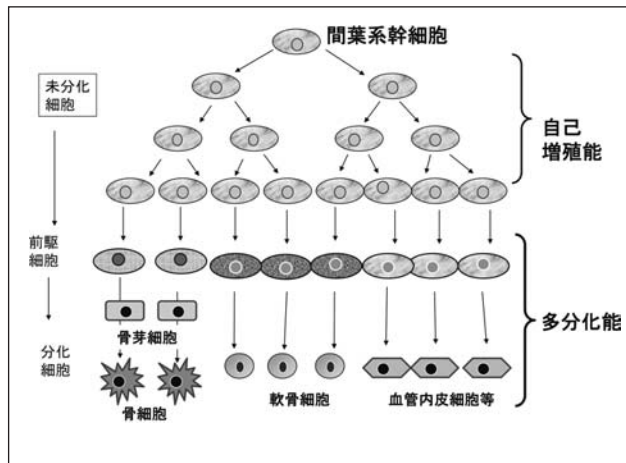 間葉系幹細胞
未分化
細胞
自己
増殖能
前駆
細胞
多分化能
骨芽細胞
分化
細胞
骨細胞
軟骨細胞
血管内皮細胞等